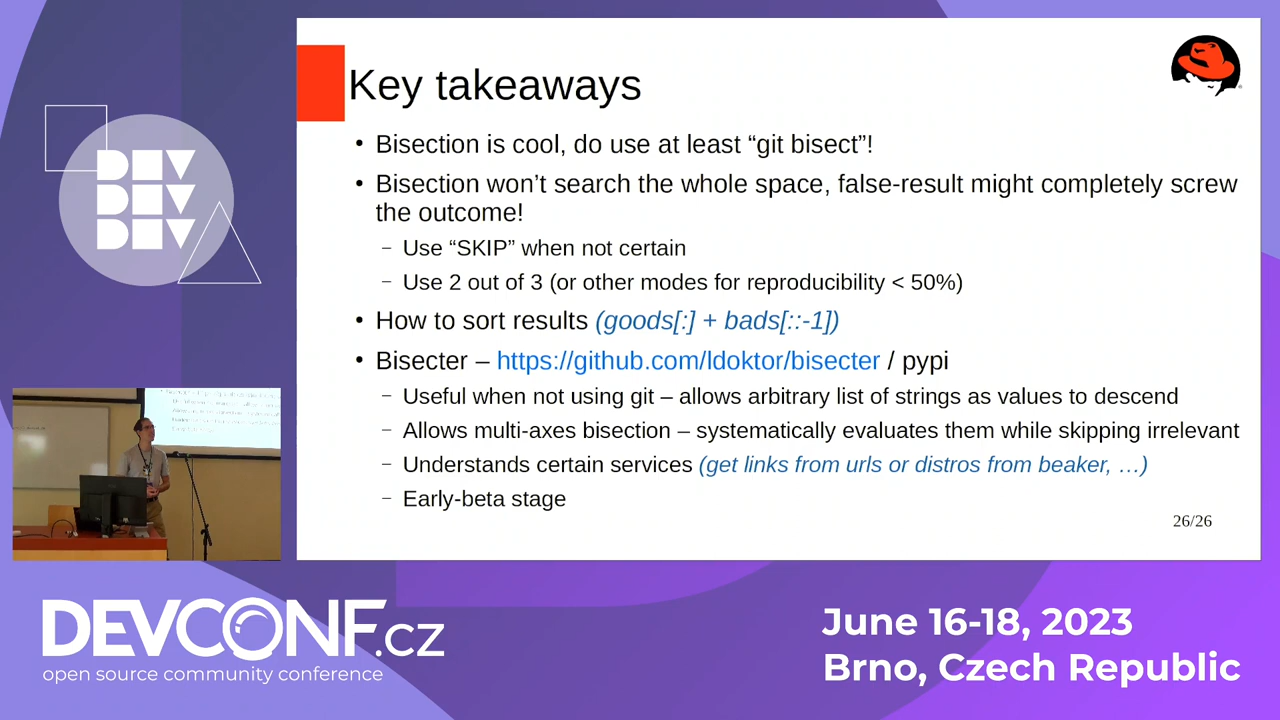 DEV
DEV
DEV
Key takeaways
• Bisection is cool, do use at least “git bisect”!
• Bisection won’t search the whole space, false-result might completely screw
the outcome!
– Use “SKIP” when not certain
– Use 2 out of 3 (or other modes for reproducibility < 50%)
• How to sort results (goods[:] + bads[::-1])
• Bisecter – https://github.com/ldoktor/bisecter / pypi
– Useful when not using git – allows arbitrary list of strings as values to descend
– Allows multi-axes bisection – systematically evaluates them while skipping irrelevant
– Understands certain services (get links from urls or distros from beaker, …)
– Early-beta stage
26/26
DEVCONF.CZ
open source community conference
June 16-18, 2023
Brno, Czech Republic